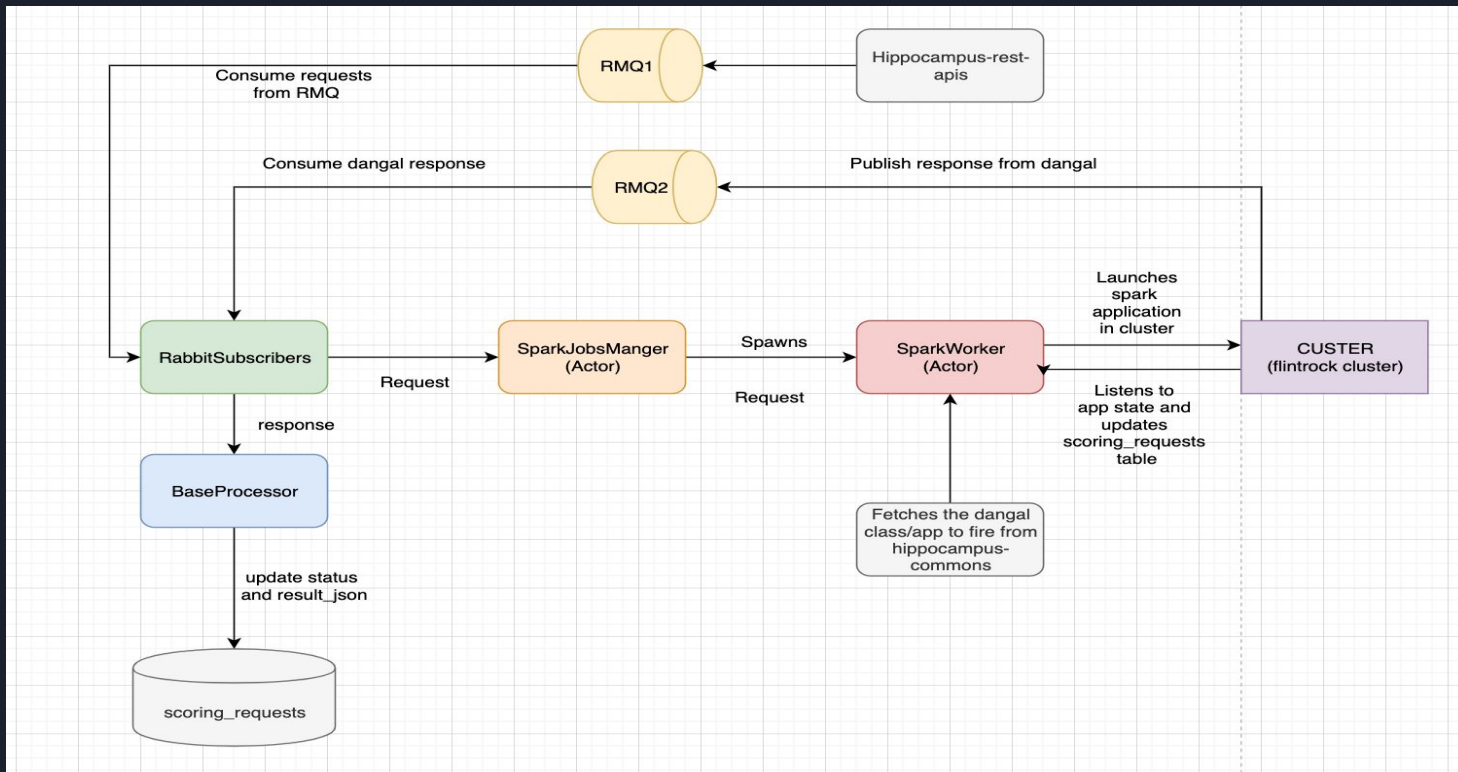 RMQ1
Hippocampus-rest-
apis
Consume requests
from RMQ
Consume dangal response
RMQ2
Publish response from dangal
Launches
spark
application
in cluster
RabbitSubscribers
Request
SparkJobsManger
(Actor)
Spawns
Request
SparkWorker
(Actor)
CUSTER
(flintrock cluster)
Listens to
app state and
updates
scoring_requests
table
response
BaseProcessor
Fetches the dangal
class/app to fire from
hippocampus-
commons
update status
and result_json
scoring_requests